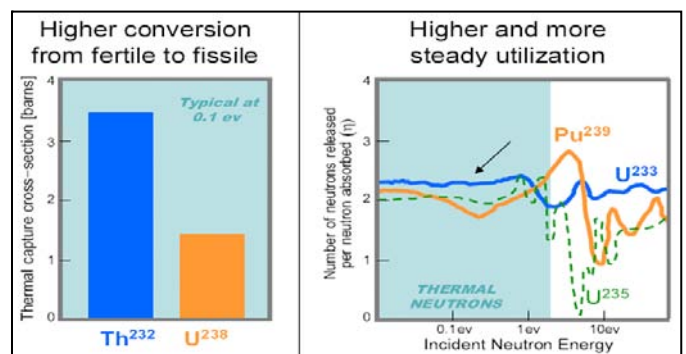 Higher conversion
from fertile to fissile
Thermal capture cross-section [barns]
4
3
2
1
0
Typical at
0.1 ev
Th²³²
U²³⁸
Higher and more
steady utilization
Number of neutrons released
per neutron absorbed (η)
4
3
2
1
0
Pu²³⁹
U²³³
U²³⁵
THERMAL
NEUTRONS
0.1ev
1ev
10ev
Incident Neutron Energy